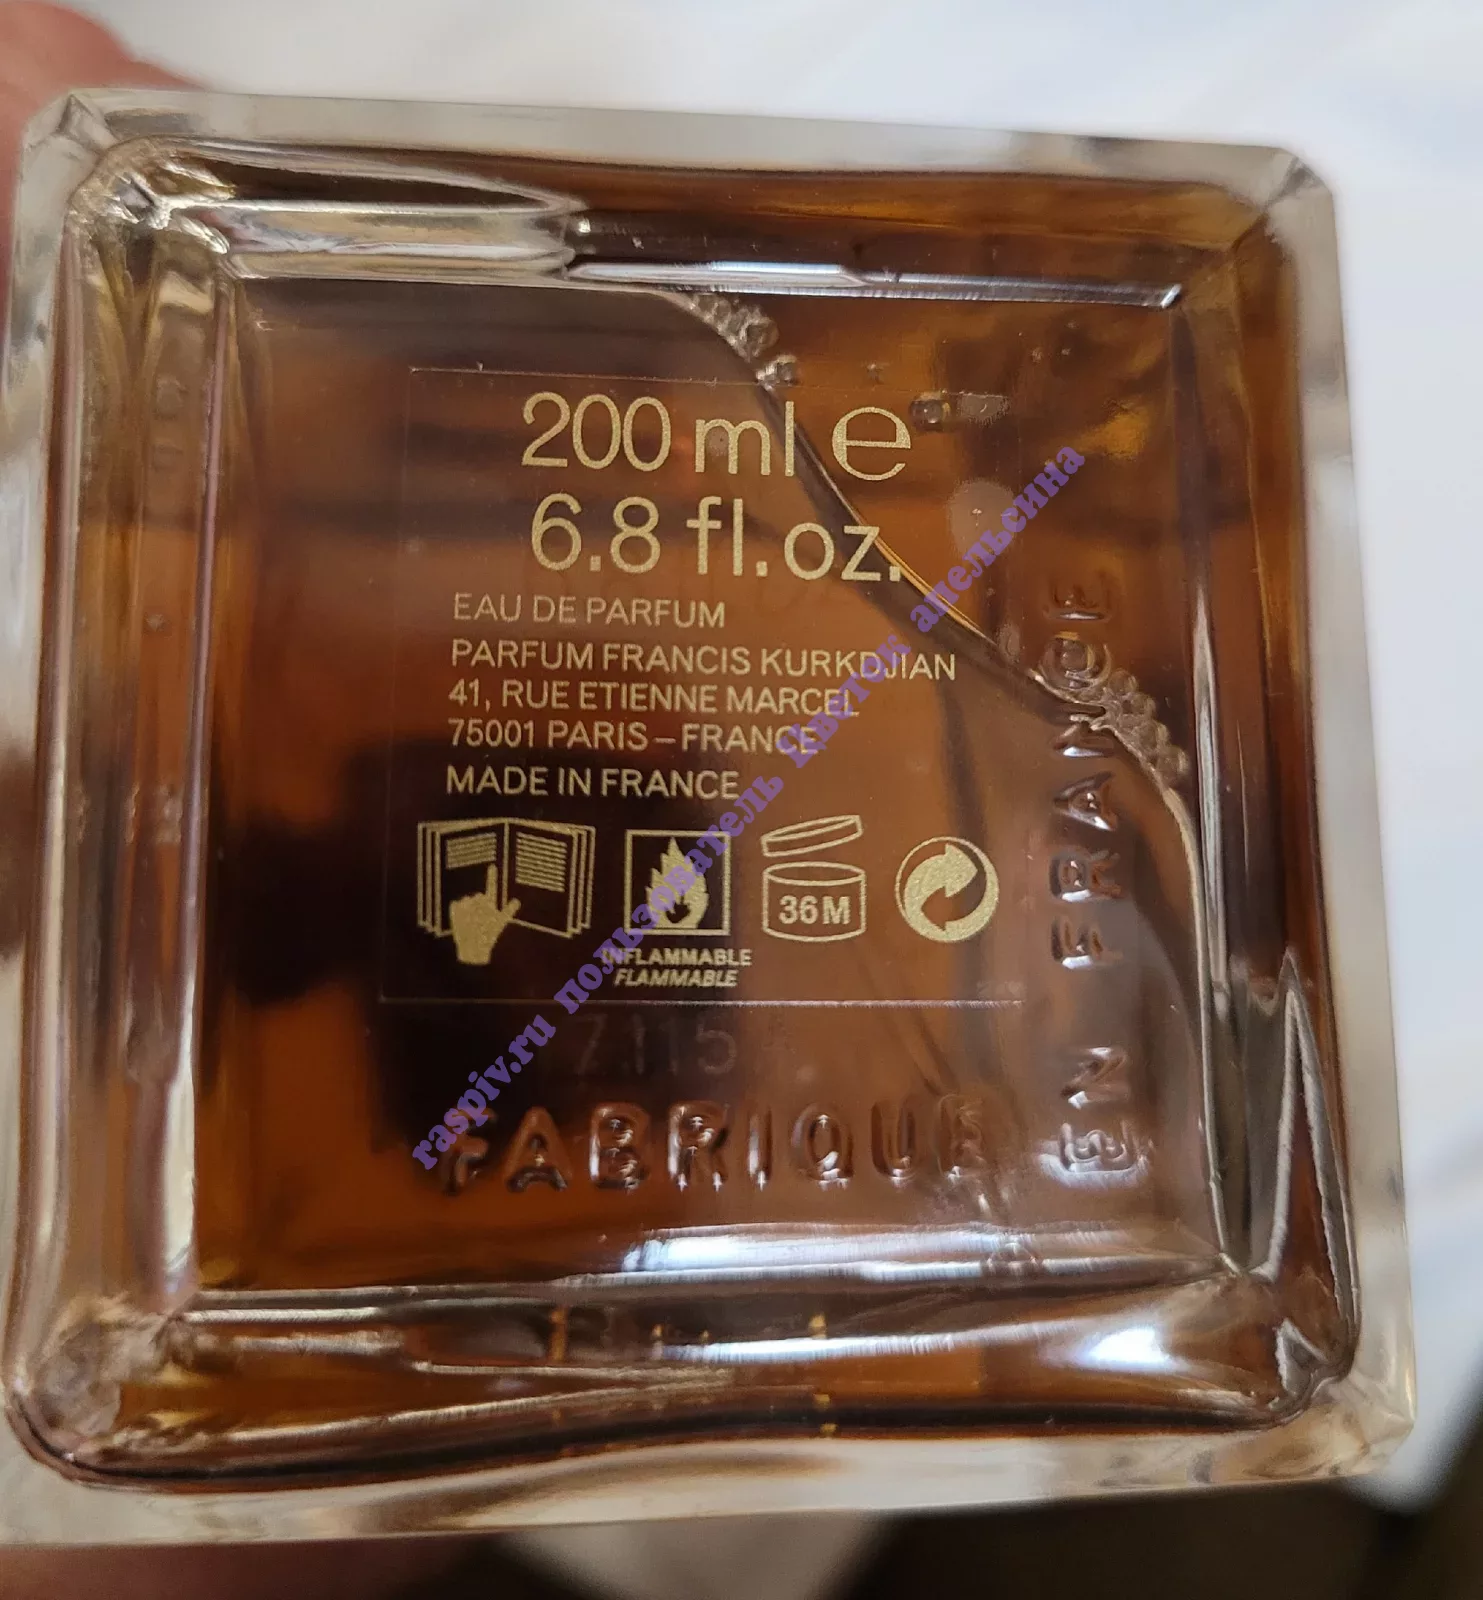 200 ml e
6.8 fl.oz.
EAU DE PARFUM
PARFUM FRANCIS KURKDJIAN
41, RUE ETIENNE MARCEL
75001 PARIS – FRANCE
MADE IN FRANCE
36M
INFLAMMABLE
FLAMMABLE
7115
FABRIQUE
EN FRANCE
raspiv.ru пользователь Цветок апельсина